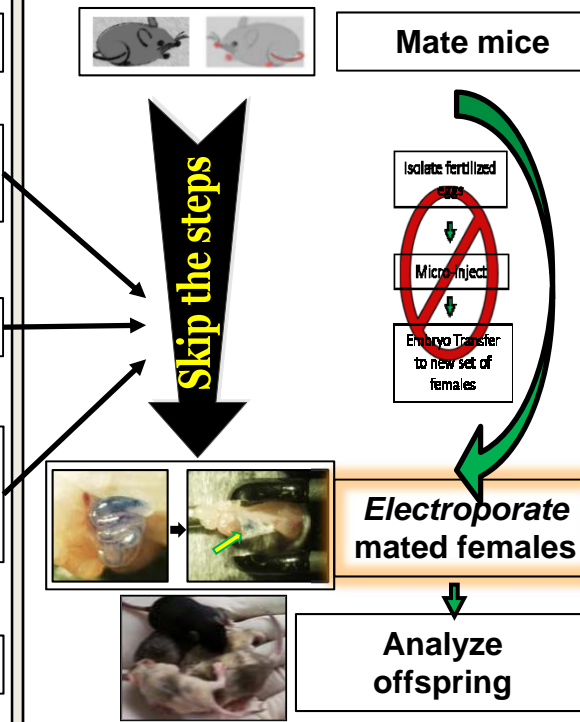 Mate mice
Skip the steps
Isolate fertilized
eggs
Micro-Inject
Embryo Transfer
to new set of
females
Electroporate
mated females
Analyze
offspring